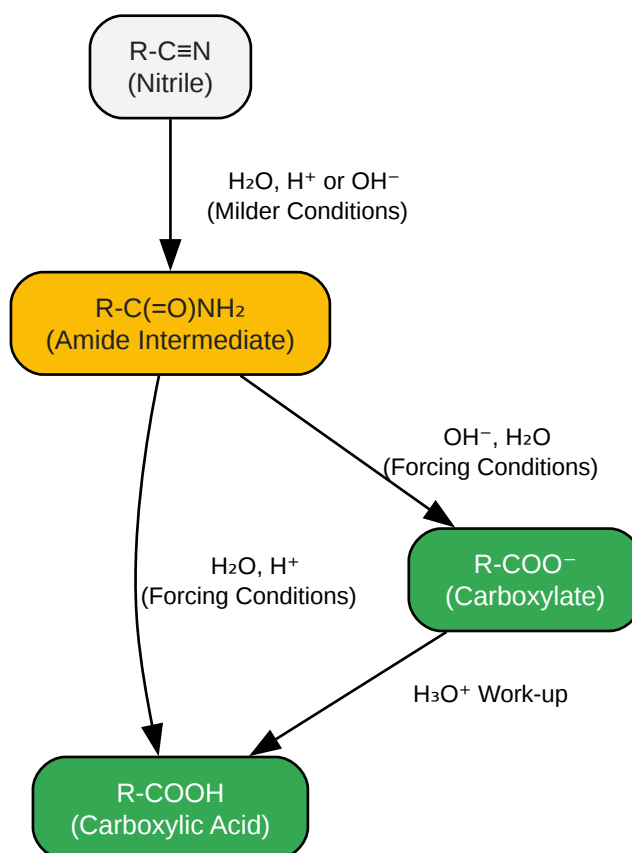 R-C≡N
(Nitrile)
H₂O, H⁺ or OH⁻
(Milder Conditions)
R-C(=O)NH₂
(Amide Intermediate)
OH⁻, H₂O
(Forcing Conditions)
R-COO⁻
(Carboxylate)
H₂O, H⁺
(Forcing Conditions)
H₃O⁺ Work-up
R-COOH
(Carboxylic Acid)